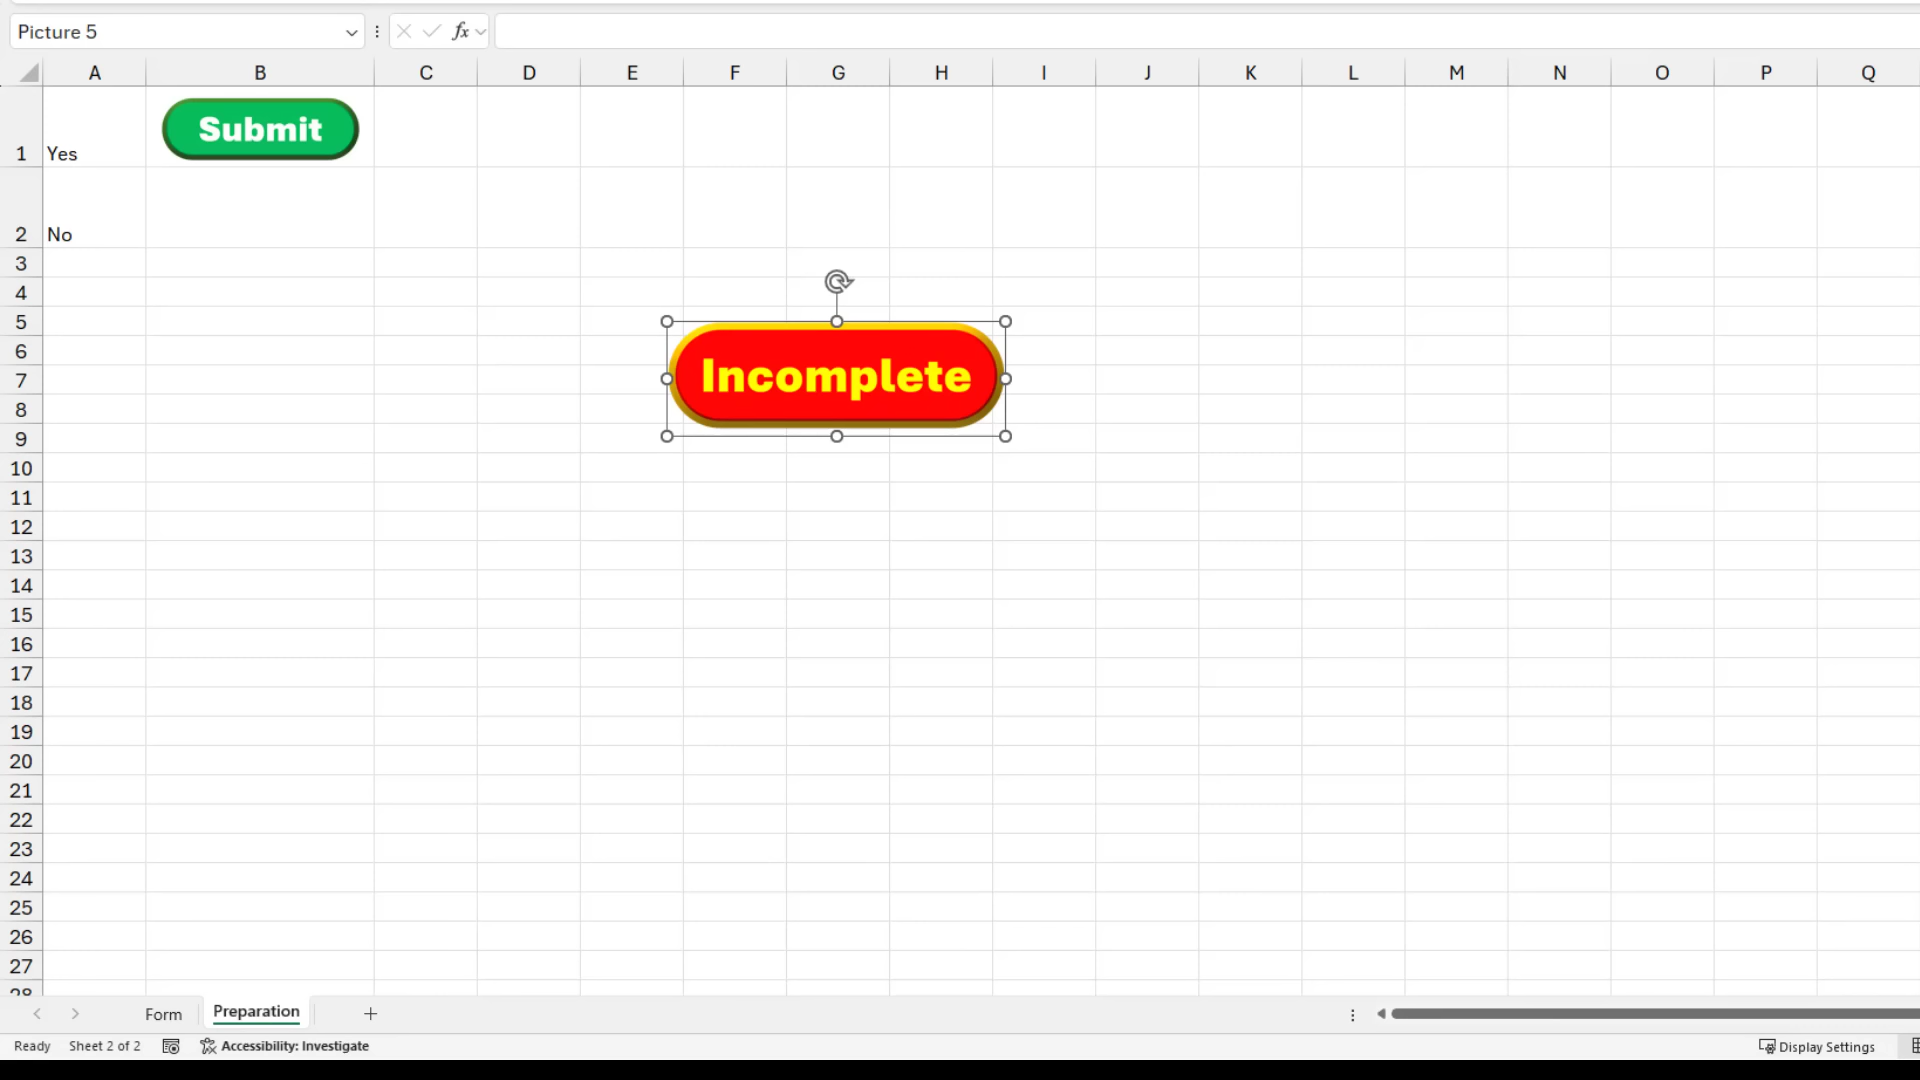 Picture 5
fx
A B C D E F G H I J K L M N O P Q
Submit
1 Yes
2 No
3
4
5
6
Incomplete
7
8
9
10
11
12
13
14
15
16
17
18
19
20
21
22
23
24
25
26
27
28
Form Preparation +
Ready Sheet 2 of 2 Accessibility: Investigate Display Settings